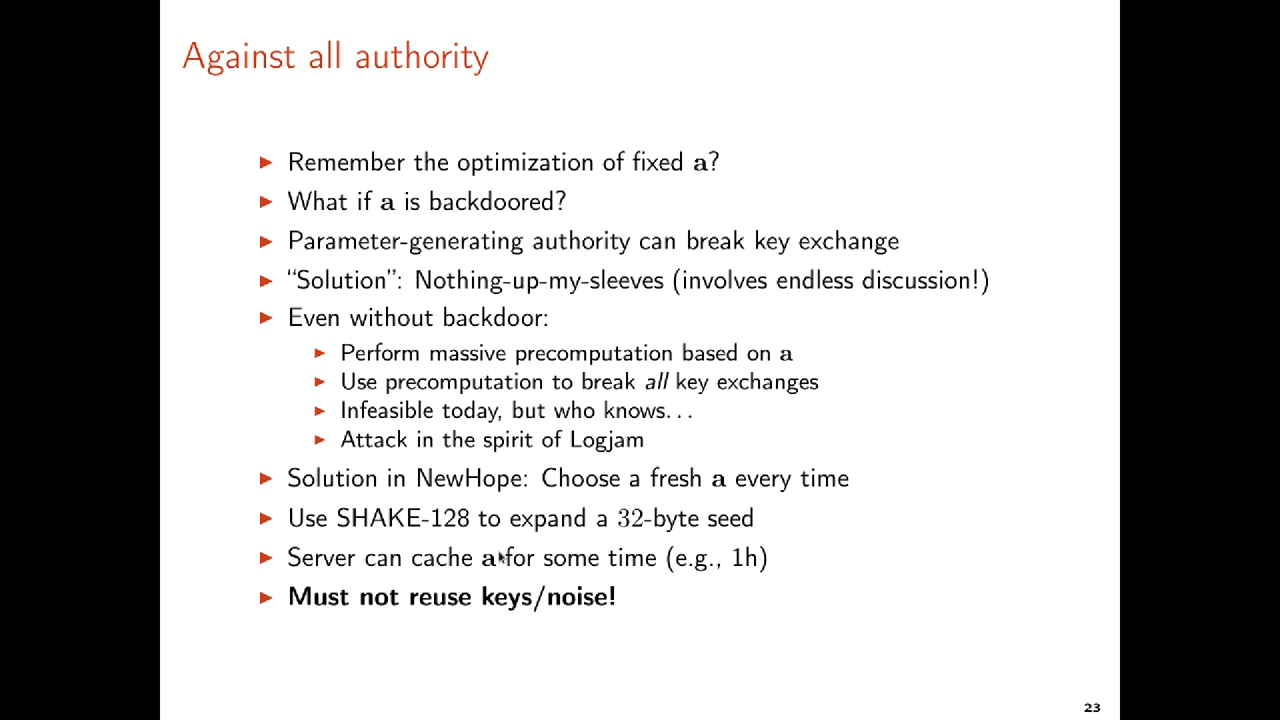 Against all authority
Remember the optimization of fixed a?
What if a is backdoored?
Parameter-generating authority can break key exchange
“Solution”: Nothing-up-my-sleeves (involves endless discussion!)
Even without backdoor:
Perform massive precomputation based on a
Use precomputation to break all key exchanges
Infeasible today, but who knows...
Attack in the spirit of Logjam
Solution in NewHope: Choose a fresh a every time
Use SHAKE-128 to expand a 32-byte seed
Server can cache a for some time (e.g., 1h)
Must not reuse keys/noise!
23